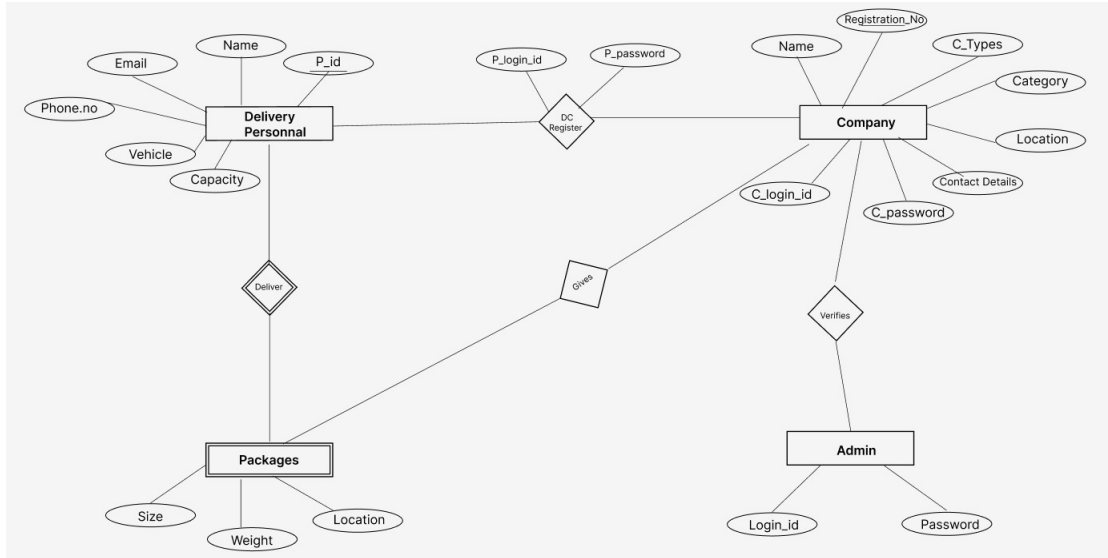 Registration_No
Name
P_id
Email
Name
C_Types
P_login_id
P_password
Category
Phone.no
Delivery
Personnal
DC
Register
Company
Location
Vehicle
Capacity
C_login_id
Contact Details
C_password
Deliver
Gives
Verifies
Packages
Admin
Size
Weight
Location
Login_id
Password